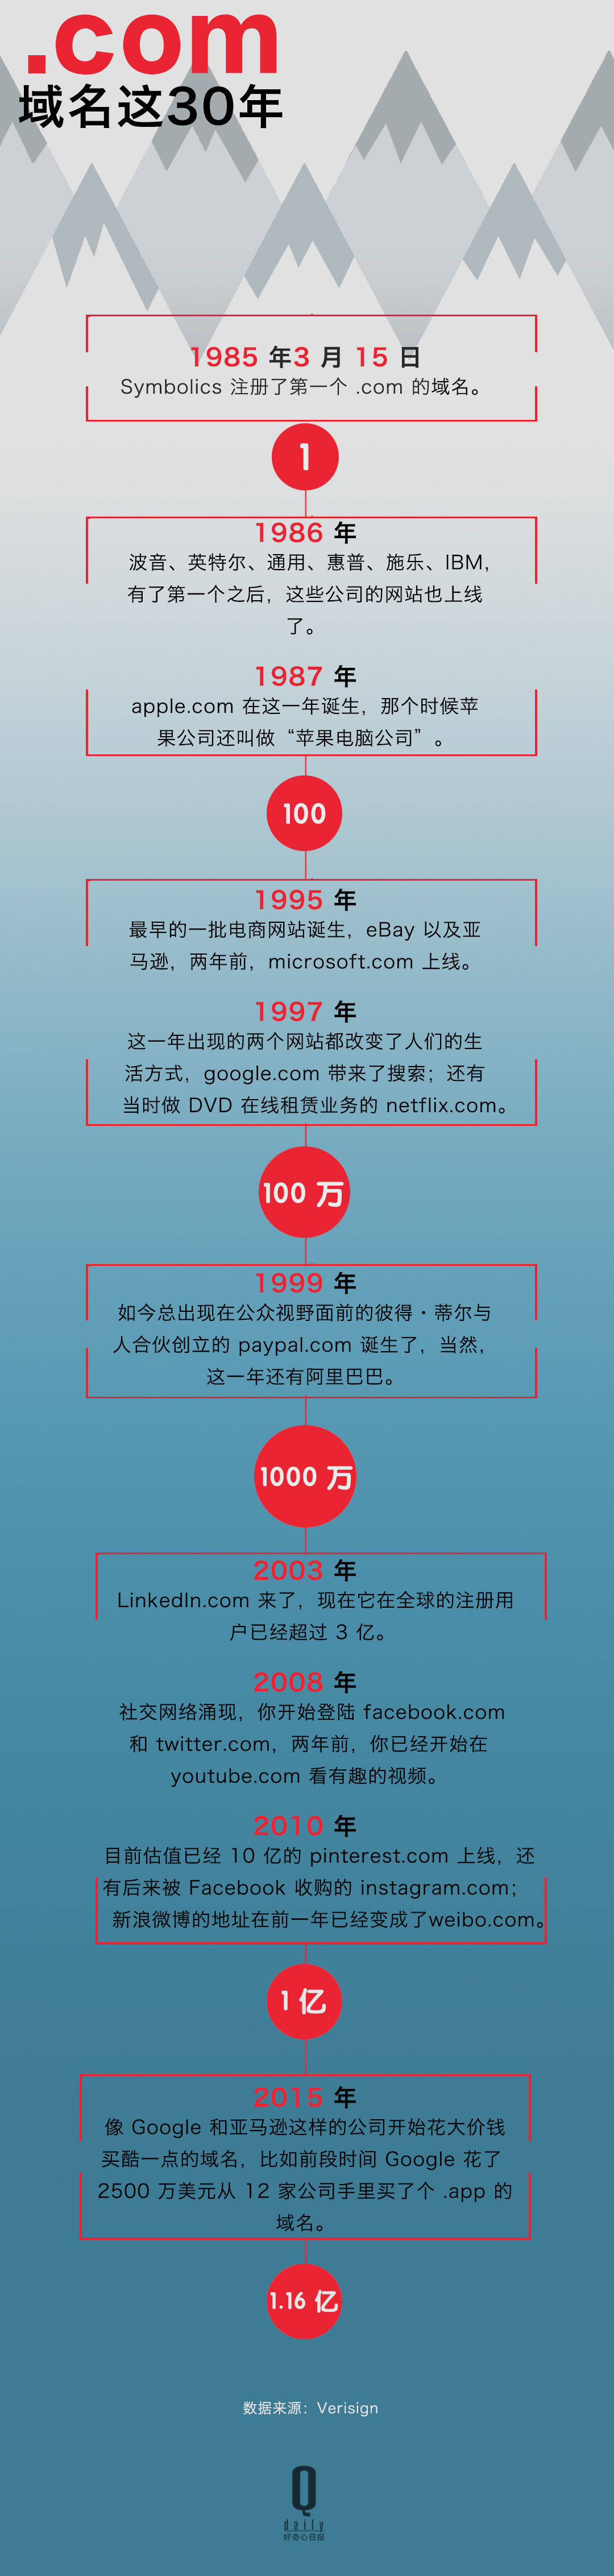 .com
域名这30年
1985 年3 月 15 日
Symbolics 注册了第一个 .com 的域名。
1
1986 年
波音、英特尔、通用、惠普、施乐、IBM，
有了第一个之后，这些公司的网站也上线
了。
1987 年
apple.com 在这一年诞生，那个时候苹
果公司还叫做“苹果电脑公司”。
100
1995 年
最早的一批电商网站诞生，eBay 以及亚
马逊，两年前，microsoft.com 上线。
1997 年
这一年出现的两个网站都改变了人们的生
活方式，google.com 带来了搜索；还有
当时做 DVD 在线租赁业务的 netflix.com。
100 万
1999 年
如今总出现在公众视野面前的彼得·蒂尔与
人合伙创立的 paypal.com 诞生了，当然，
这一年还有阿里巴巴。
1000 万
2003 年
LinkedIn.com 来了，现在它在全球的注册用
户已经超过 3 亿。
2008 年
社交网络涌现，你开始登陆 facebook.com
和 twitter.com，两年前，你已经开始在
youtube.com 看有趣的视频。
2010 年
目前估值已经 10 亿的 pinterest.com 上线，还
有后来被 Facebook 收购的 instagram.com；
新浪微博的地址在前一年已经变成了weibo.com。
1 亿
2015 年
像 Google 和亚马逊这样的公司开始花大价钱
买酷一点的域名，比如前段时间 Google 花了
2500 万美元从 12 家公司手里买了个 .app 的
域名。
1.16 亿
数据来源：Verisign
Q
daily
好奇心日报